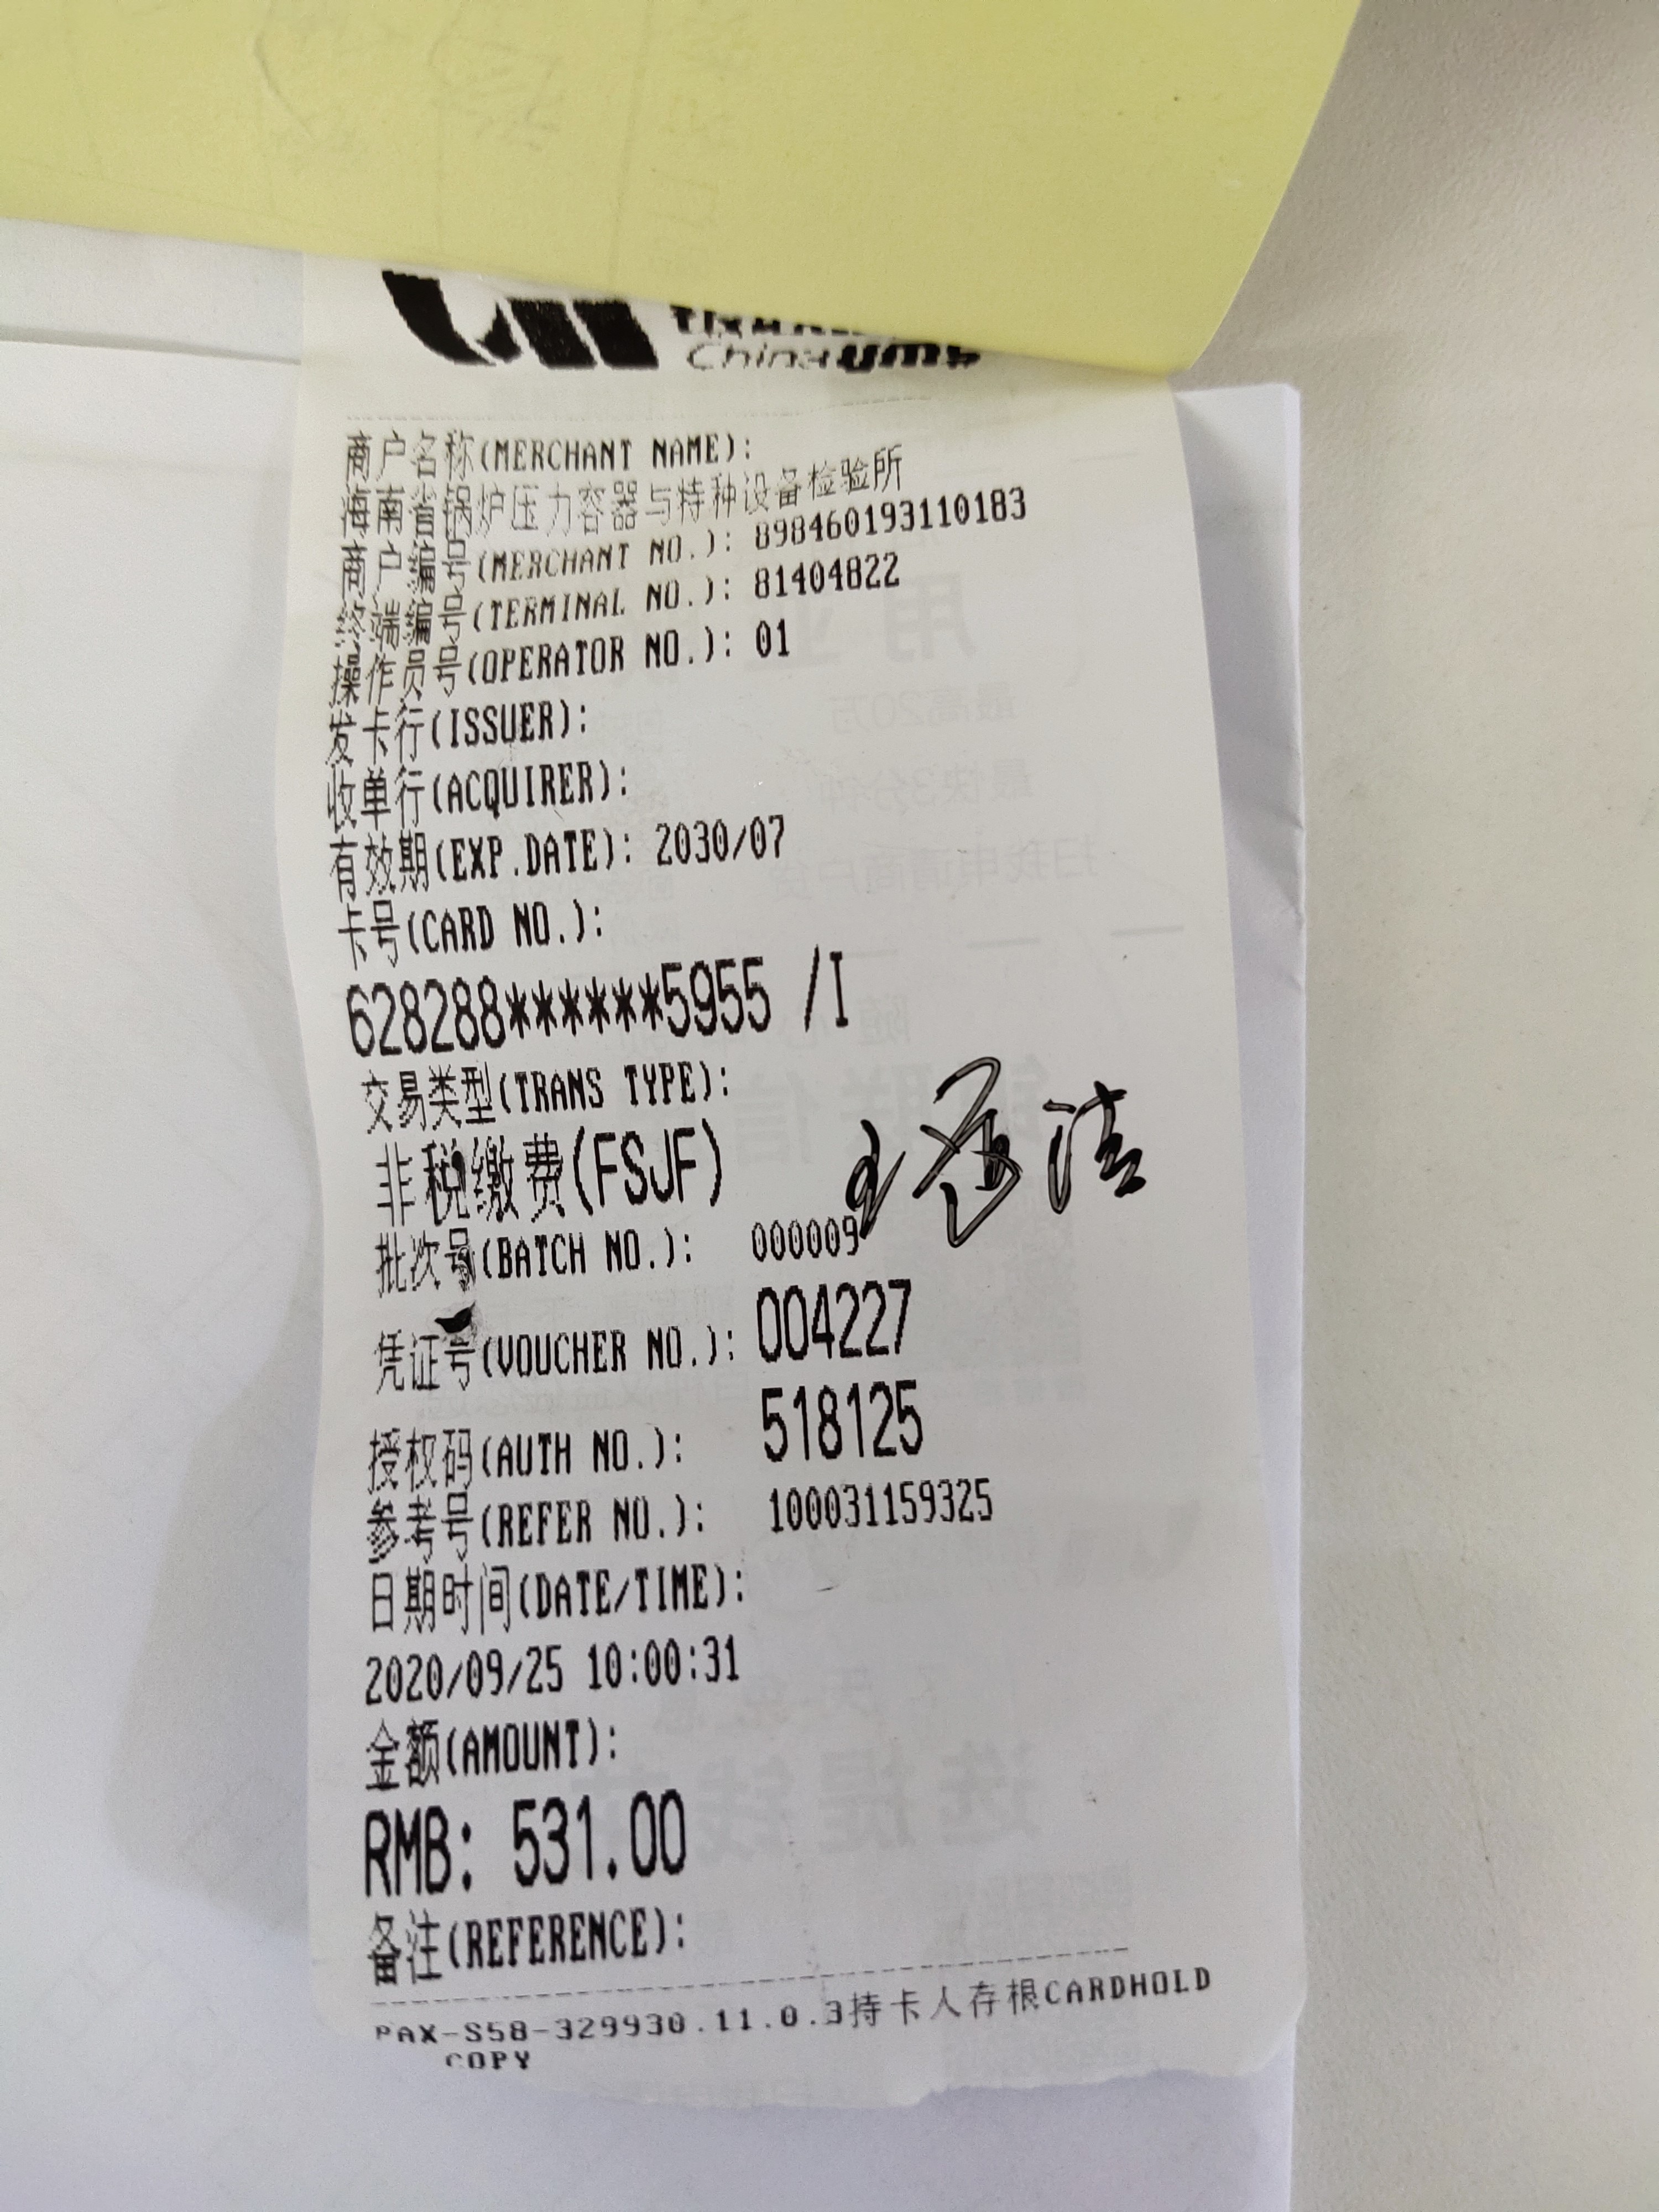 Chinaums
商户名称(MERCHANT NAME):
海南省锅炉压力容器与特种设备检验所
商户编号(MERCHANT NO.): 898460193110183
终端编号(TERMINAL NO.): 81404822
操作员号(OPERATOR NO.): 01
发卡行(ISSUER):
收单行(ACQUIRER):
有效期(EXP.DATE): 2030/07
卡号(CARD NO.):
628288******5955 /I
交易类型(TRANS TYPE):
非税缴费(FSJF)
批次号(BATCH NO.): 000009
凭证号(VOUCHER NO.): 004227
授权码(AUTH NO.): 518125
参考号(REFER NO.): 100031159325
日期时间(DATE/TIME):
2020/09/25 10:00:31
金额(AMOUNT):
RMB: 531.00
备注(REFERENCE):
PAX-S58-329930.11.0.3持卡人存根CARDHOLD
COPY